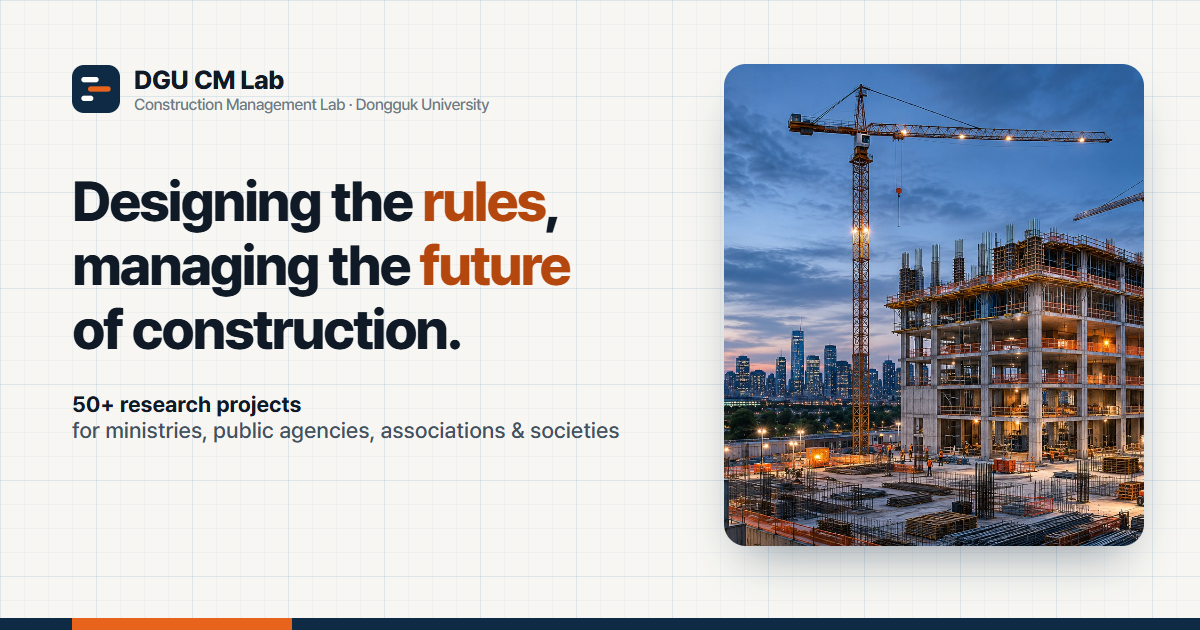 DGU CM Lab
Construction Management Lab · Dongguk University
Designing the rules,
managing the future
of construction.
50+ research projects
for ministries, public agencies, associations & societies